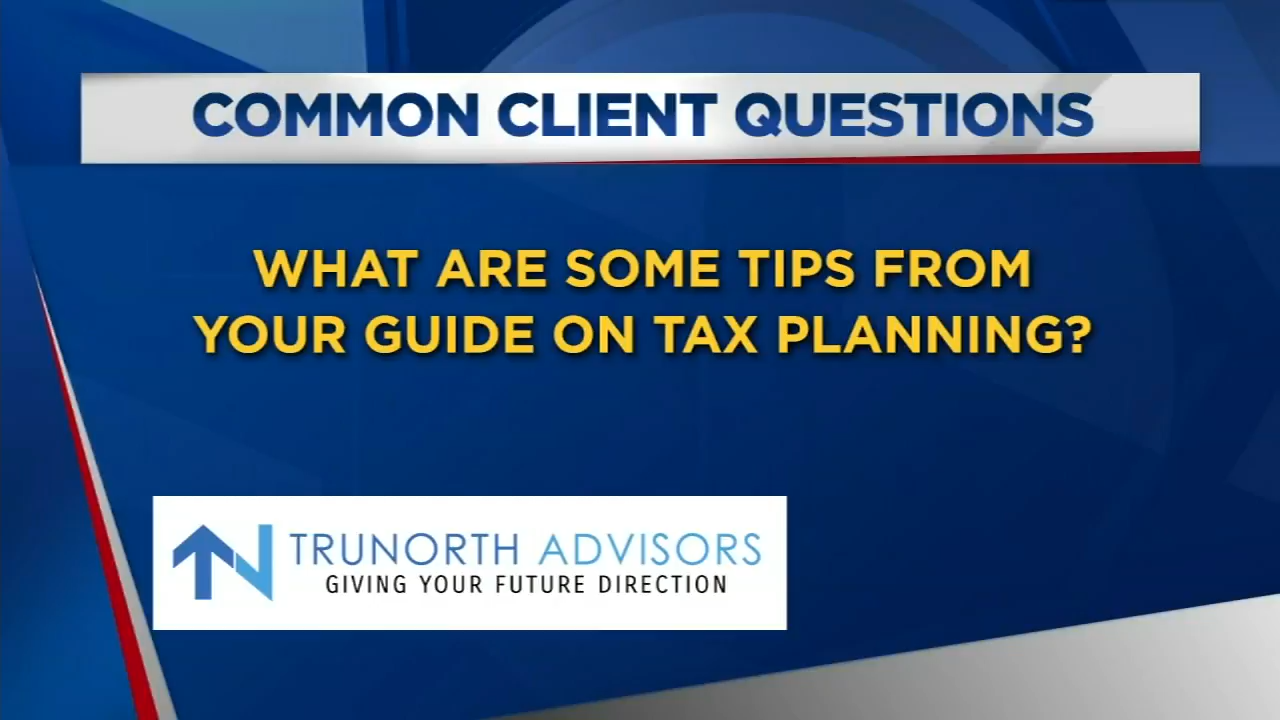 COMMON CLIENT QUESTIONS
WHAT ARE SOME TIPS FROM
YOUR GUIDE ON TAX PLANNING?
TRUNORTH ADVISORS
GIVING YOUR FUTURE DIRECTION